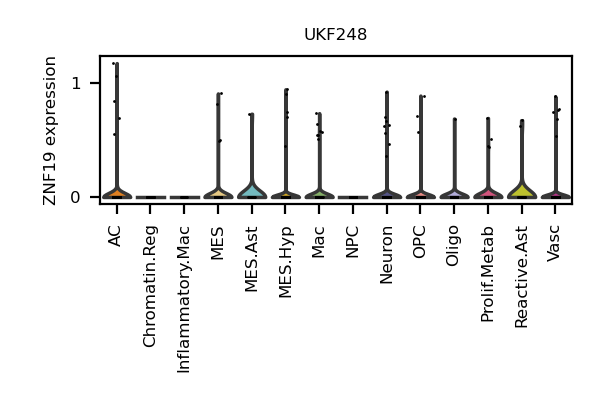 UKF248
ZNF19 expression
1
0
AC
Chromatin.Reg
Inflammatory.Mac
MES
MES.Ast
MES.Hyp
Mac
NPC
Neuron
OPC
Oligo
Prolif.Metab
Reactive.Ast
Vasc